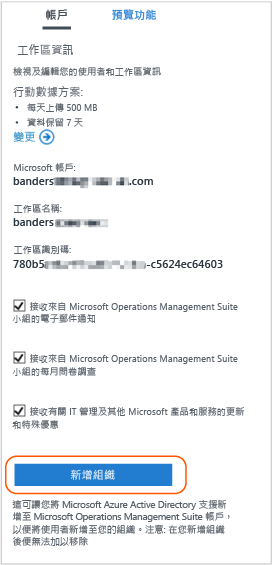 帳戶 預覽功能
工作區資訊
檢視及編輯您的使用者和工作區資訊
行動數據方案:
• 每天上傳 500 MB
• 資料保留 7 天
變更
Microsoft 帳戶:
banders .com
工作區名稱:
banders
工作區識別碼:
780b5 -c5624ec64603
接收來自 Microsoft Operations Management Suite
小組的電子郵件通知
接收來自 Microsoft Operations Management Suite
小組的每月問卷調查
接收有關 IT 管理及其他 Microsoft 產品和服務的更新
和特殊優惠
新增組織
這可讓您將 Microsoft Azure Active Directory 支援新
增至 Microsoft Operations Management Suite 帳戶，
以便將使用者新增至您的組織。注意: 在您新增組織
後便無法加以移除